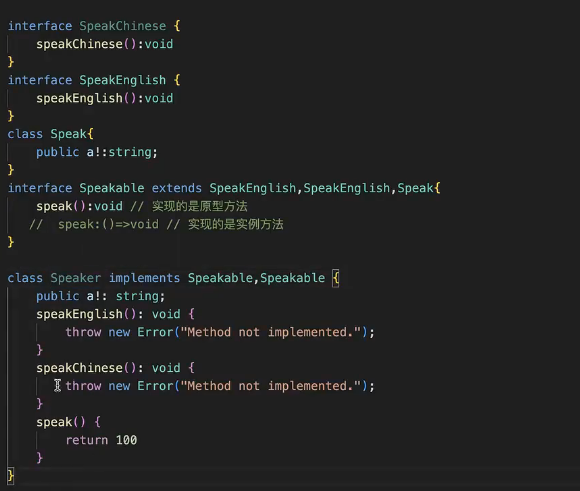 interface SpeakChinese {
    speakChinese():void
}
interface SpeakEnglish {
    speakEnglish():void
}
class Speak{
    public a!:string;
}
interface Speakable extends SpeakEnglish,SpeakEnglish,Speak{
    speak():void // 实现的是原型方法
   //  speak:()=>void // 实现的是实例方法
}
class Speaker implements Speakable,Speakable {
    public a!: string;
    speakEnglish(): void {
        throw new Error("Method not implemented.");
    }
    speakChinese(): void {
        throw new Error("Method not implemented.");
    }
    speak() {
        return 100
    }
}